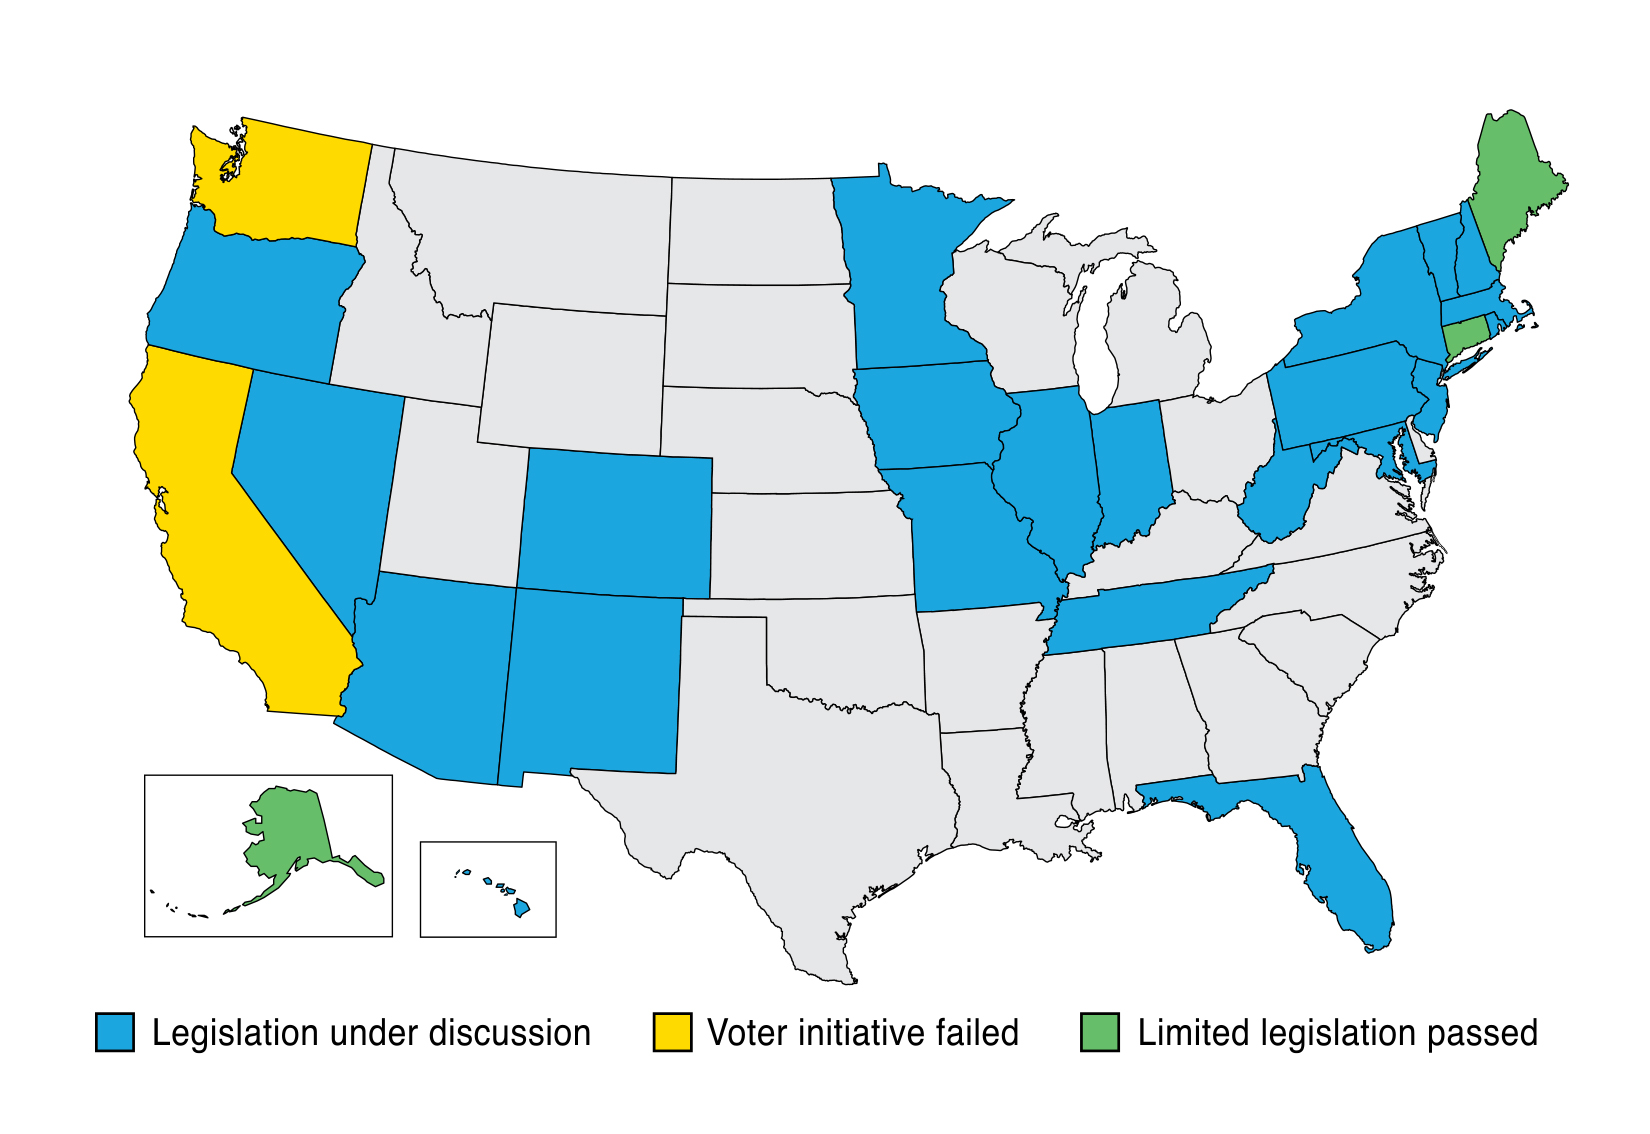 Legislation under discussion
Voter initiative failed
Limited legislation passed